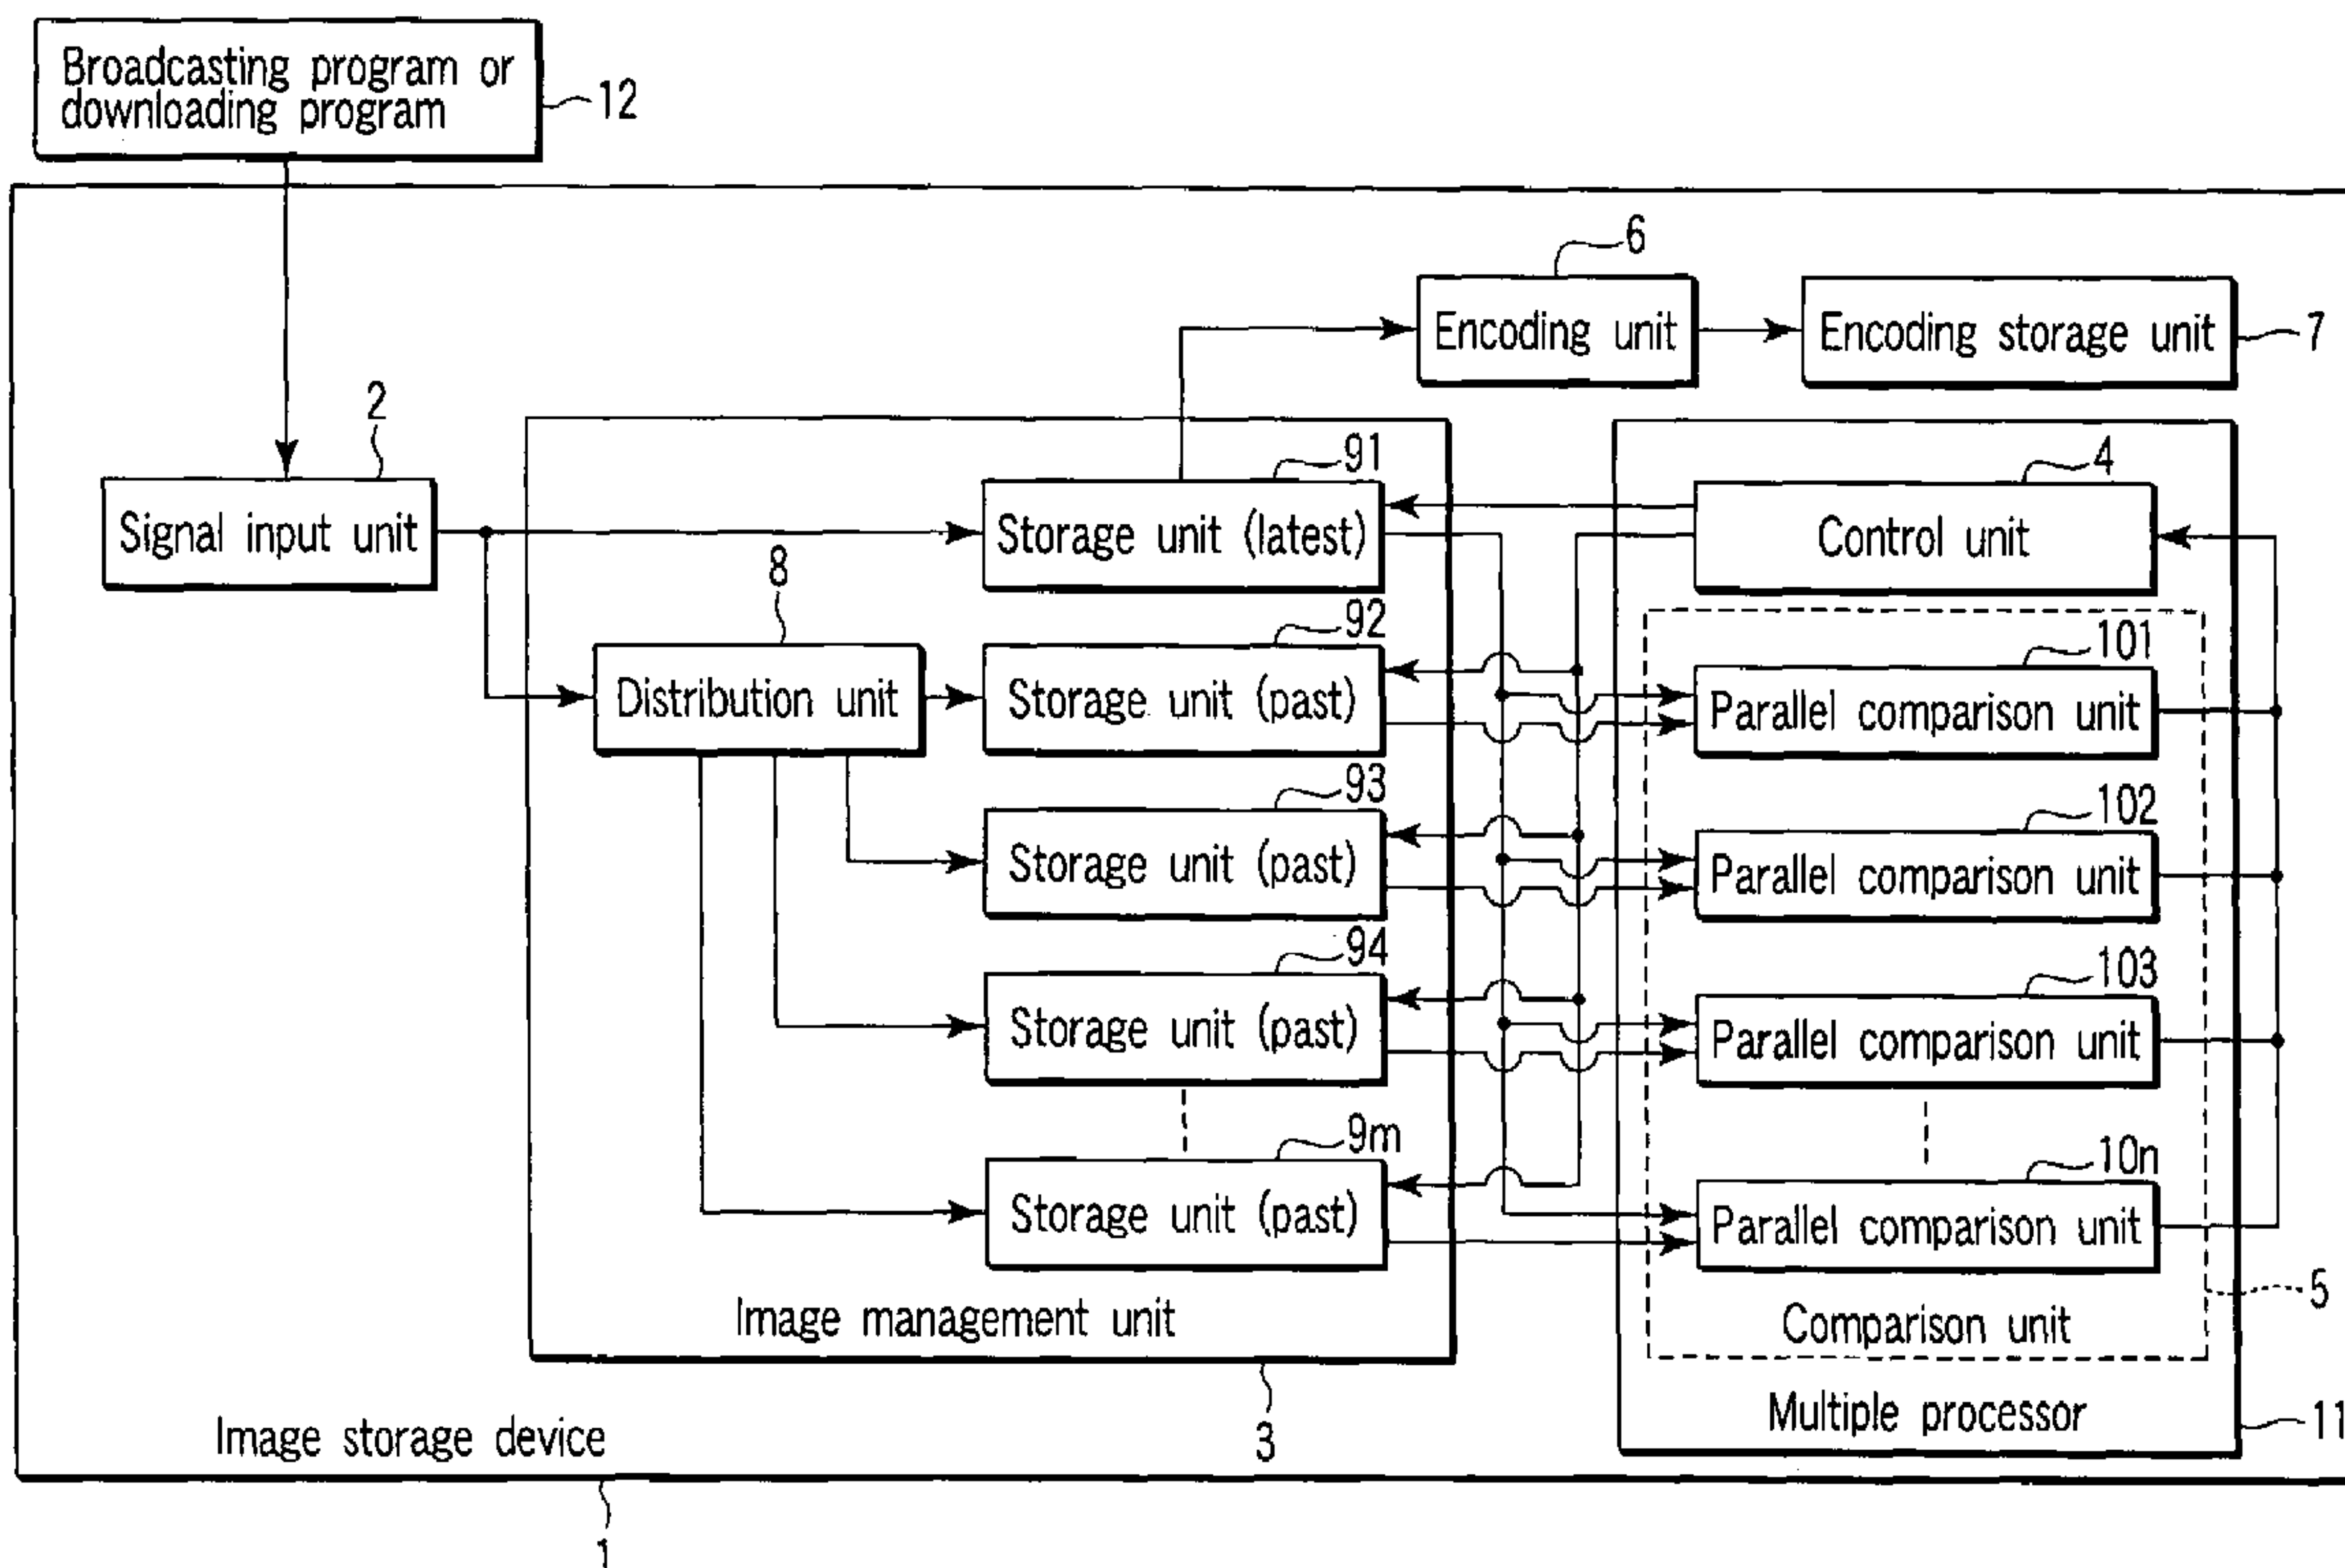 Broadcasting program or
downloading program
12
6
Encoding unit
Encoding storage unit
7
2
Signal input unit
91
Storage unit (latest)
4
Control unit
8
Distribution unit
92
Storage unit (past)
101
Parallel comparison unit
93
Storage unit (past)
102
Parallel comparison unit
94
Storage unit (past)
103
Parallel comparison unit
9m
Storage unit (past)
10n
Parallel comparison unit
5
Image management unit
Comparison unit
3
Multiple processor
11
Image storage device
1